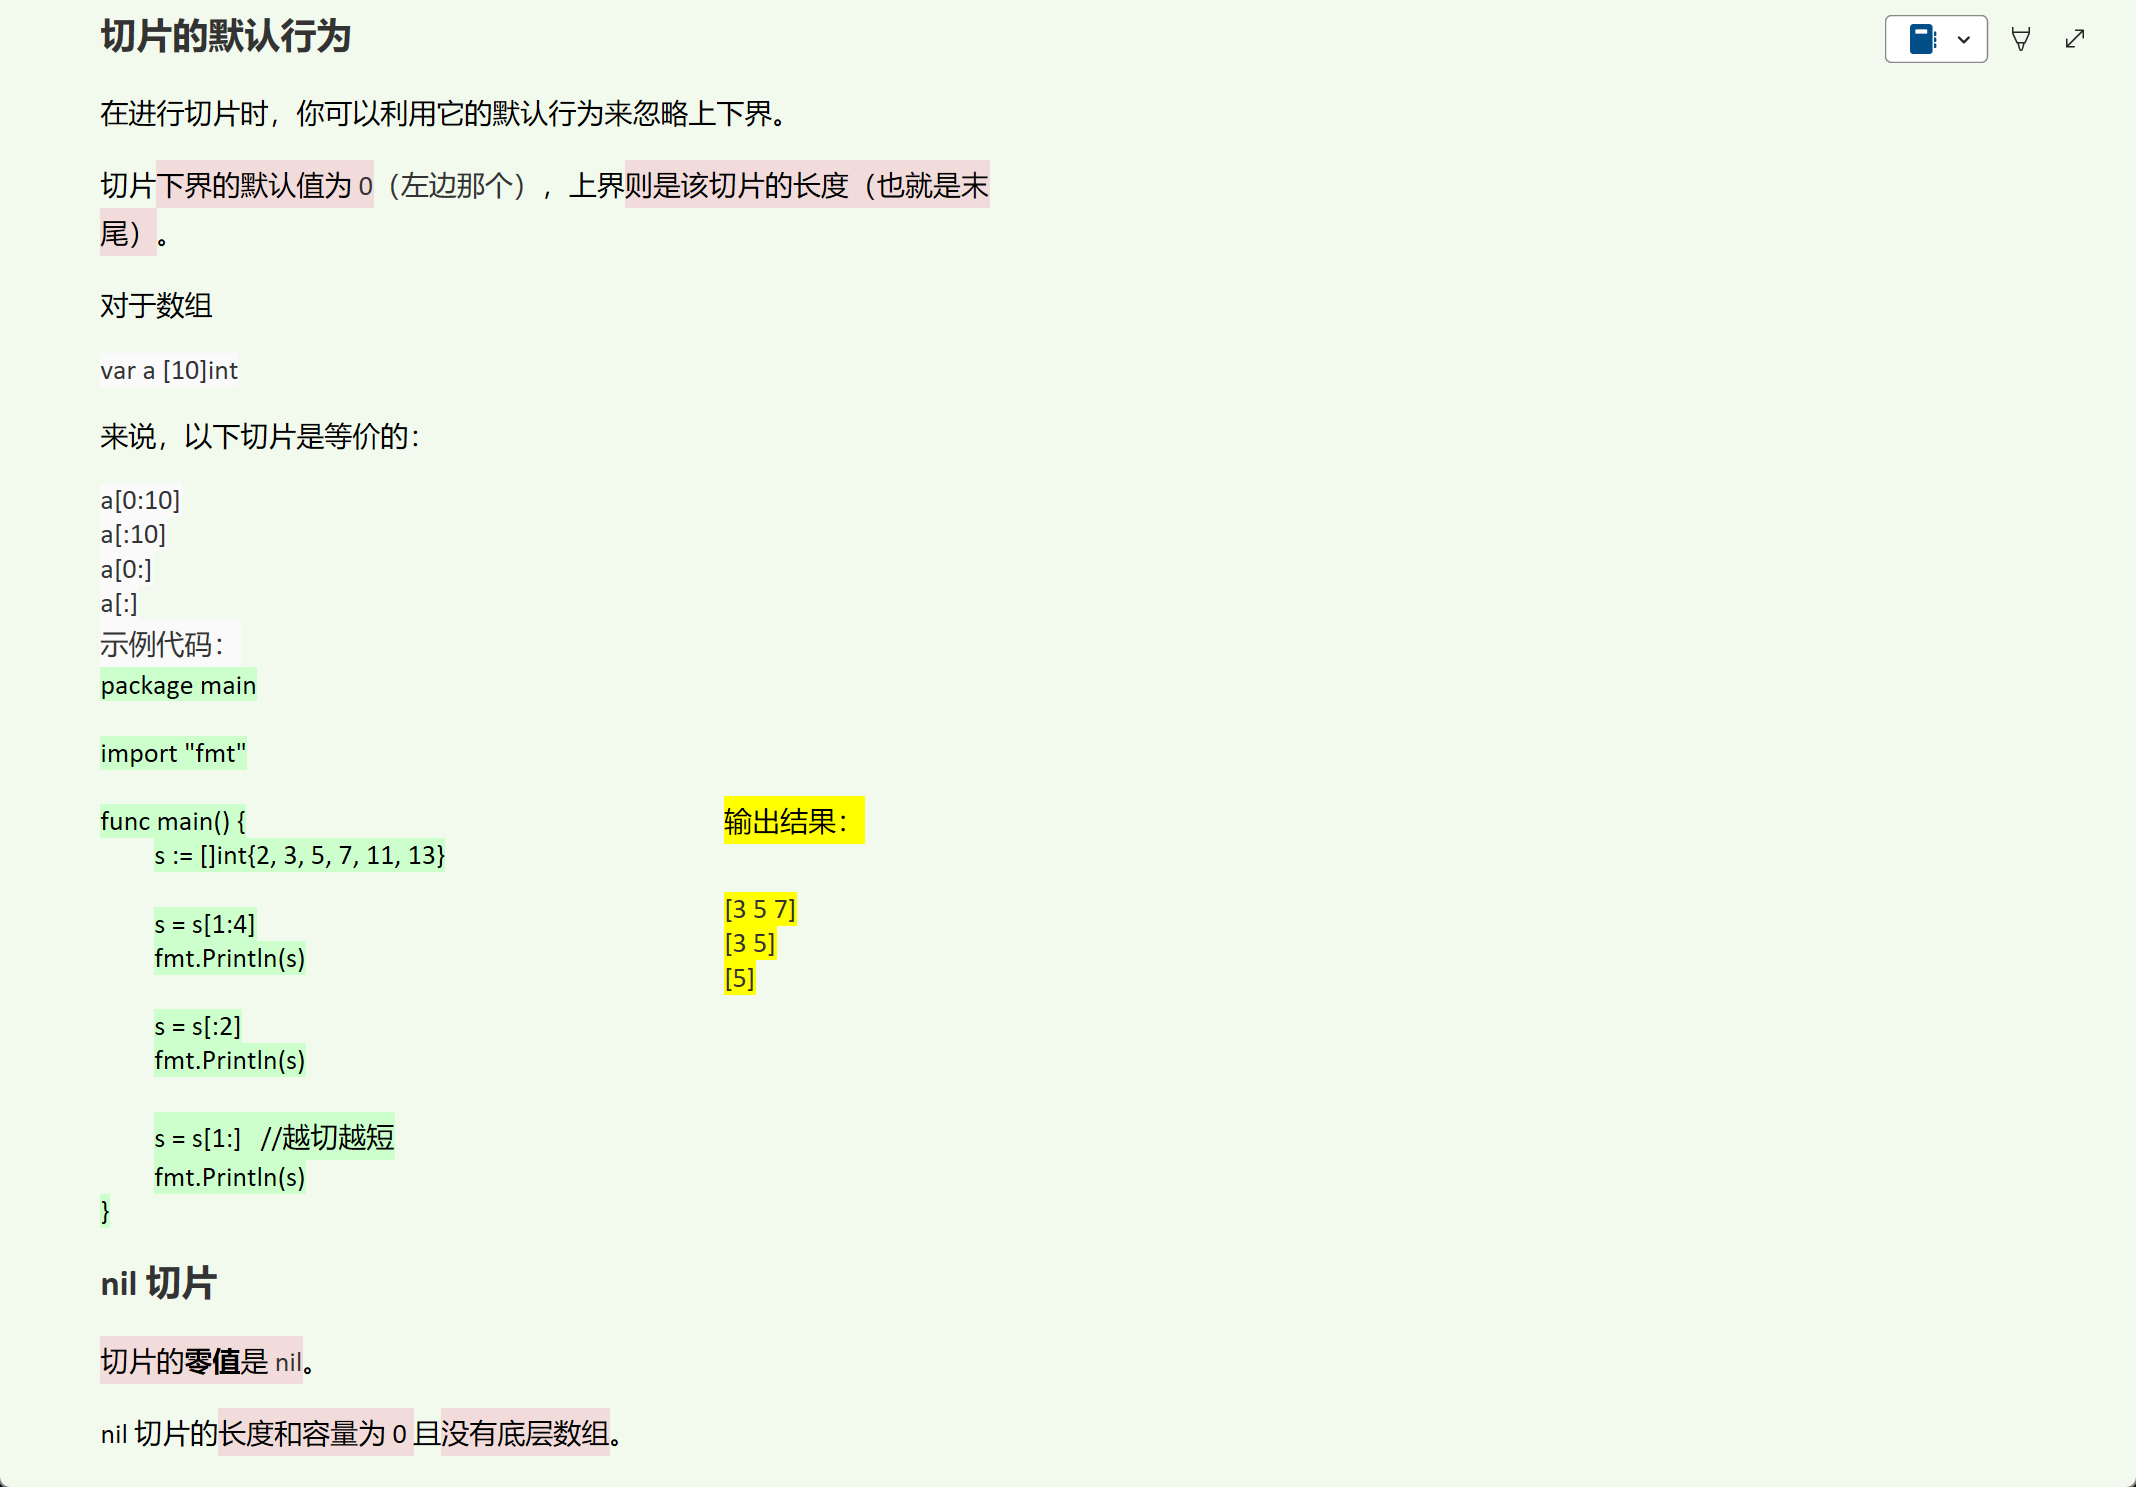 切片的默认行为
在进行切片时，你可以利用它的默认行为来忽略上下界。
切片下界的默认值为 0（左边那个），上界则是该切片的长度（也就是末
尾）。
对于数组
var a [10]int
来说，以下切片是等价的：
a[0:10]
a[:10]
a[0:]
a[:]
示例代码：
package main
import "fmt"
func main() {
s := []int{2, 3, 5, 7, 11, 13}
s = s[1:4]
fmt.Println(s)
s = s[:2]
fmt.Println(s)
s = s[1:]   //越切越短
fmt.Println(s)
}
输出结果：
[3 5 7]
[3 5]
[5]
nil 切片
切片的零值是 nil。
nil 切片的长度和容量为 0 且没有底层数组。